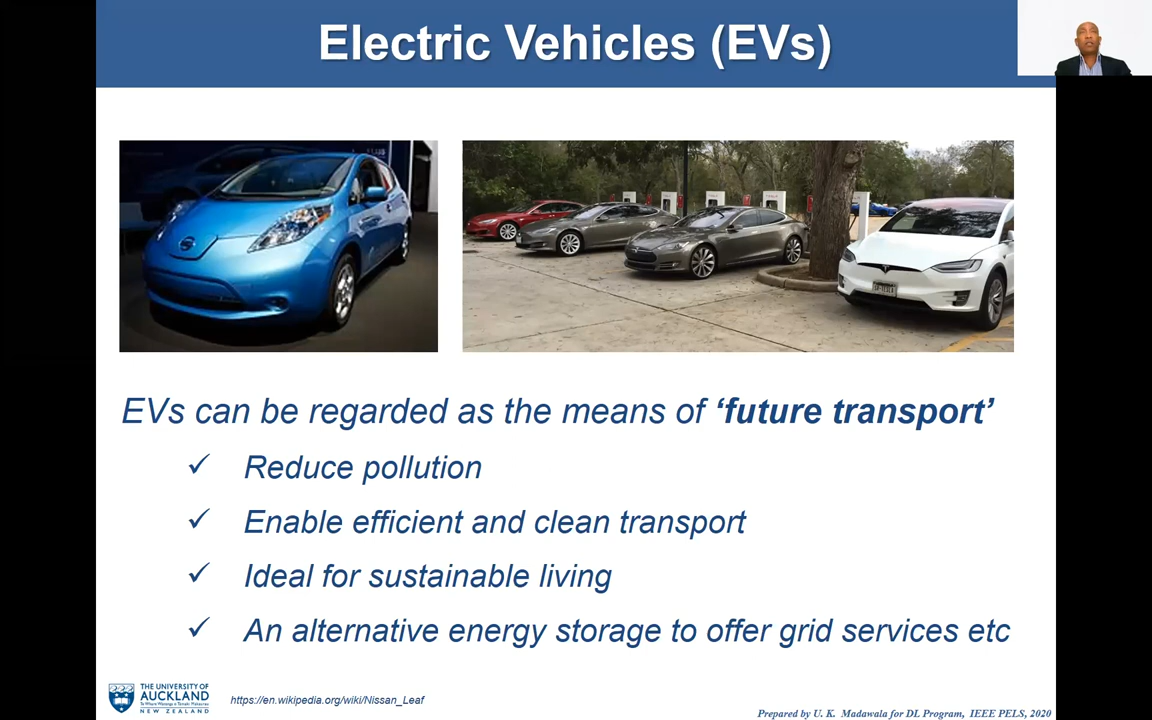 Electric Vehicles (EVs)
EVs can be regarded as the means of ‘future transport’
✓ Reduce pollution
✓ Enable efficient and clean transport
✓ Ideal for sustainable living
✓ An alternative energy storage to offer grid services etc
THE UNIVERSITY OF
AUCKLAND
NEW ZEALAND
https://en.wikipedia.org/wiki/Nissan_Leaf
Prepared by U. K. Madawala for DL Program, IEEE PELS, 2020